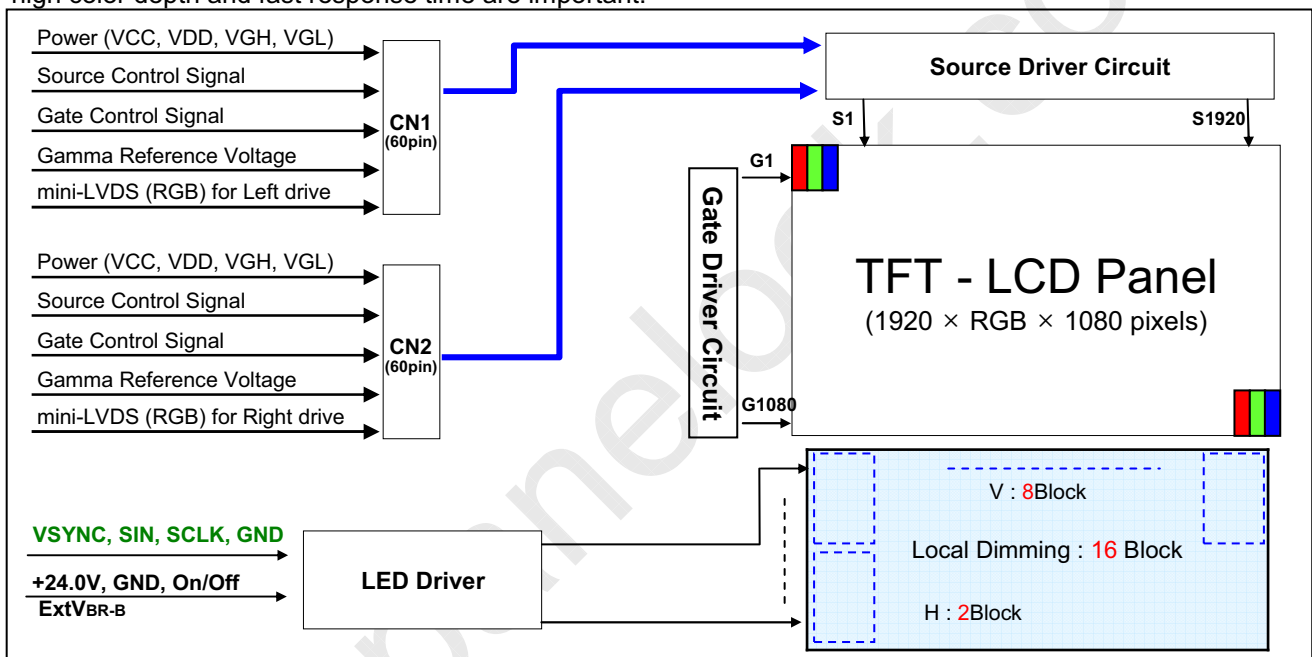 high color depth and fast response time are important.
Power (VCC, VDD, VGH, VGL)
Source Control Signal
Gate Control Signal
Gamma Reference Voltage
mini-LVDS (RGB) for Left drive
CN1
(60pin)
Power (VCC, VDD, VGH, VGL)
Source Control Signal
Gate Control Signal
Gamma Reference Voltage
mini-LVDS (RGB) for Right drive
CN2
(60pin)
Source Driver Circuit
S1
S1920
G1
Gate Driver Circuit
G1080
TFT - LCD Panel
(1920 × RGB × 1080 pixels)
VSYNC, SIN, SCLK, GND
+24.0V, GND, On/Off
ExtVBR-B
LED Driver
V : 8Block
Local Dimming : 16 Block
H : 2Block